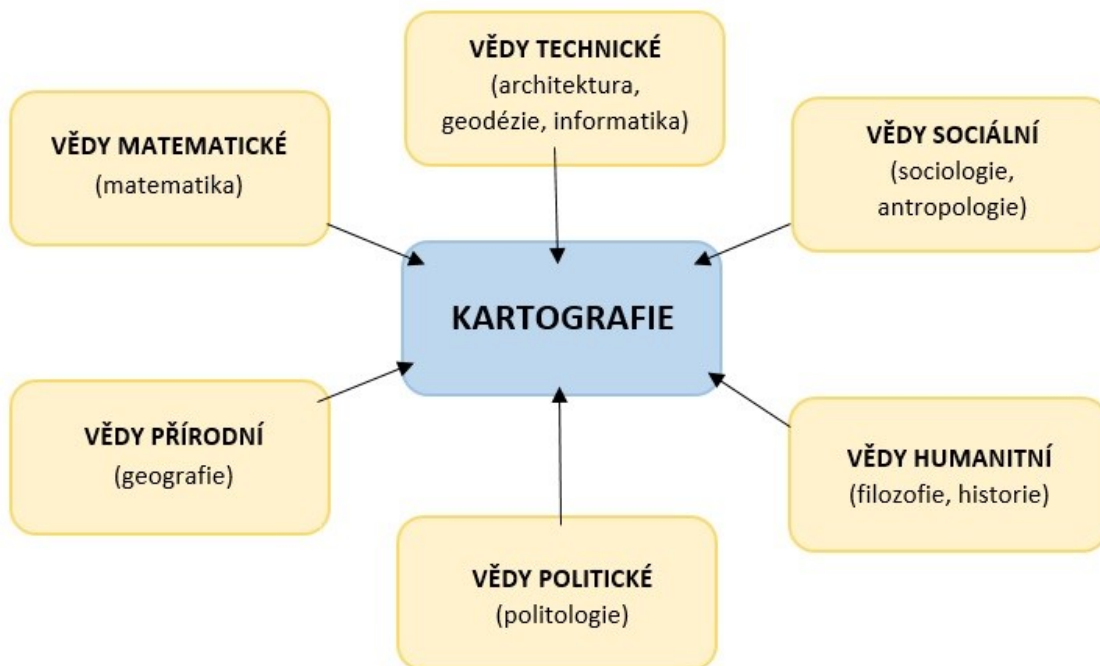 VĚDY TECHNICKÉ
(architektura,
geodézie, informatika)
VĚDY MATEMATICKÉ
(matematika)
VĚDY SOCIÁLNÍ
(sociologie,
antropologie)
KARTOGRAFIE
VĚDY PŘÍRODNÍ
(geografie)
VĚDY HUMANITNÍ
(filozofie, historie)
VĚDY POLITICKÉ
(politologie)